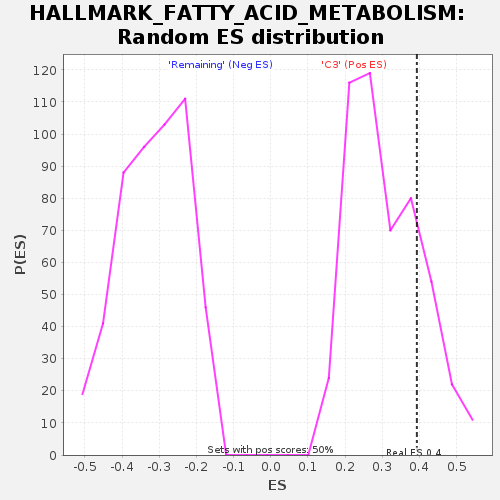 HALLMARK_FATTY_ACID_METABOLISM:
Random ES distribution
'Remaining' (Neg ES)
'C3' (Pos ES)
120
110
100
90
80
70
60
50
40
30
20
10
0
P(ES)
Sets with pos scores: 50%
Real ES 0.4
-0.5 -0.4 -0.3 -0.2 -0.1 0.0 0.1 0.2 0.3 0.4 0.5
ES